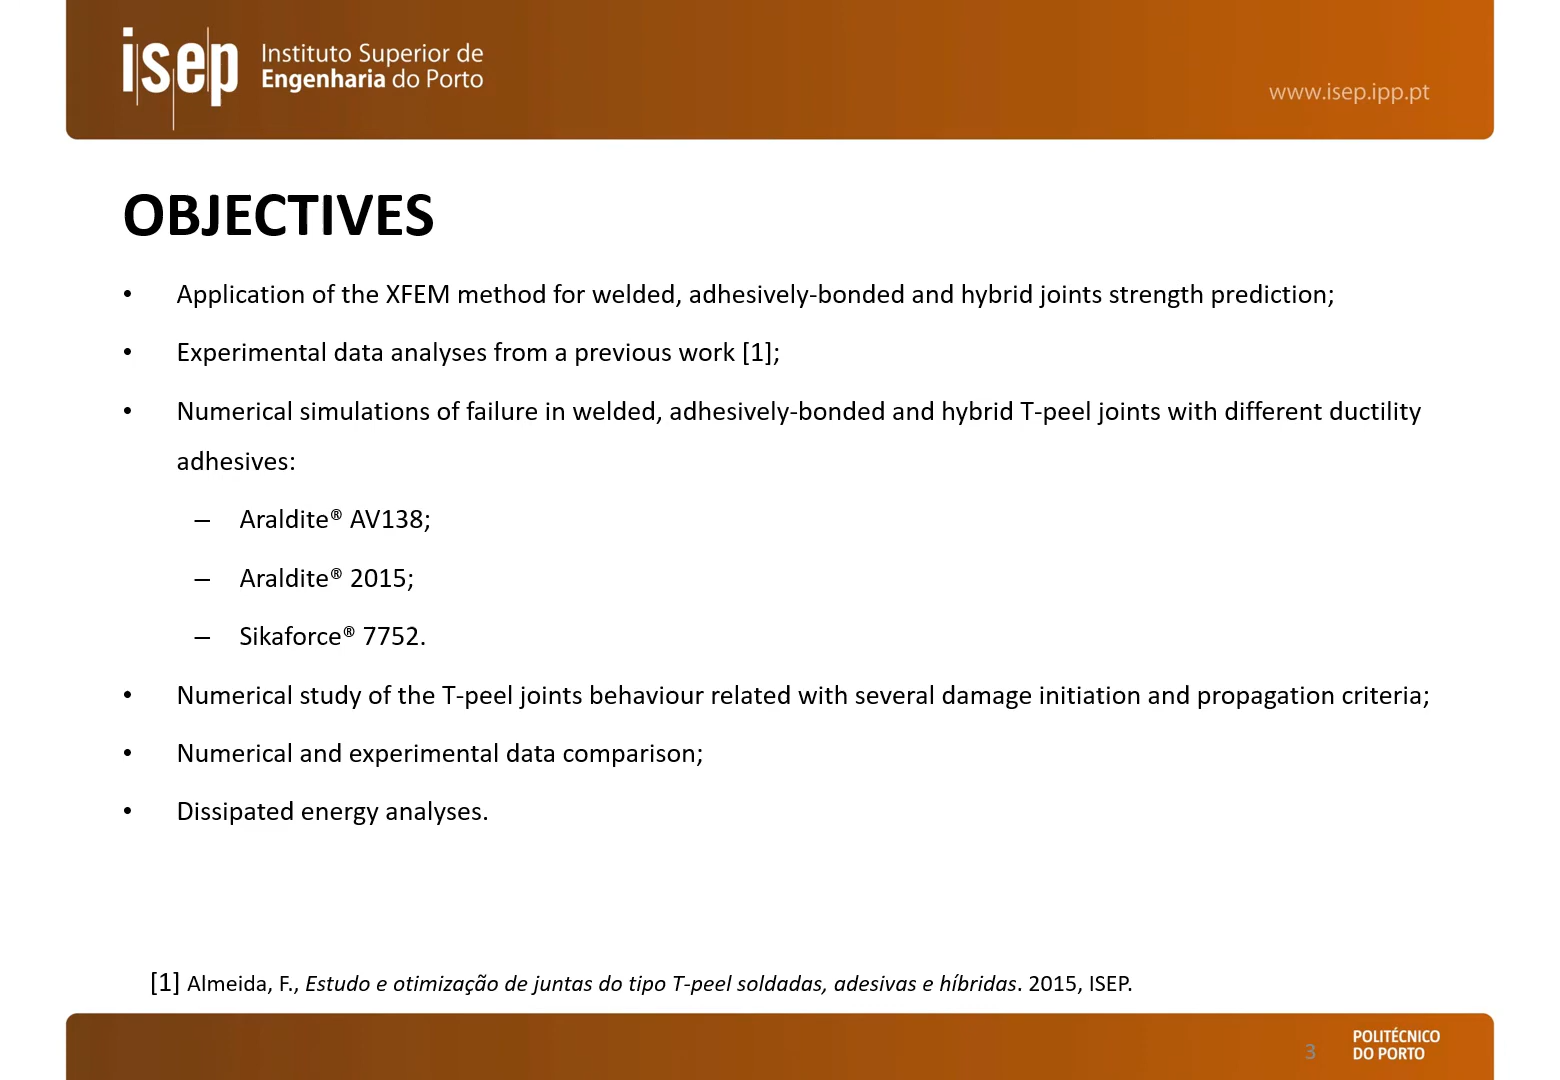 isep
Instituto Superior de
Engenharia do Porto
www.isep.ipp.pt
OBJECTIVES
• Application of the XFEM method for welded, adhesively-bonded and hybrid joints strength prediction;
• Experimental data analyses from a previous work [1];
• Numerical simulations of failure in welded, adhesively-bonded and hybrid T-peel joints with different ductility
adhesives:
– Araldite® AV138;
– Araldite® 2015;
– Sikaforce® 7752.
• Numerical study of the T-peel joints behaviour related with several damage initiation and propagation criteria;
• Numerical and experimental data comparison;
• Dissipated energy analyses.
[1] Almeida, F., Estudo e otimização de juntas do tipo T-peel soldadas, adesivas e híbridas. 2015, ISEP.
3
POLITÉCNICO
DO PORTO